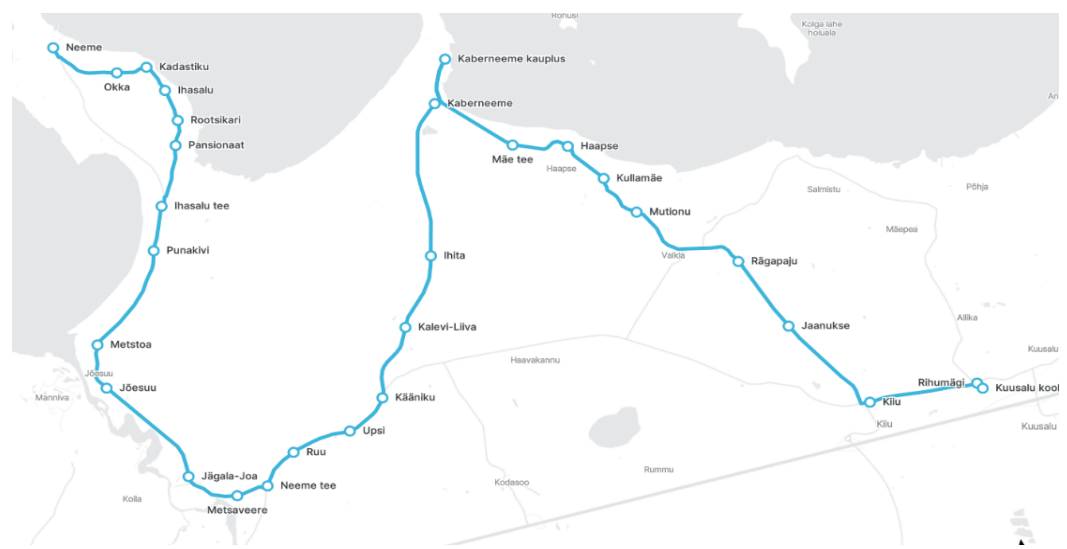 Rohusi
Kolga lahe
hoiuala
Neeme
Kaberneeme kauplus
Kadastiku
Okka
Ihasalu
Kaberneeme
Rootsikari
Pansionaat
Mäe tee
Haapse
Haapse
Kullamäe
Salmistu
Põhja
Ihasalu tee
Mutionu
Mäepea
Punakivi
Ihita
Valkla
Rägapaju
Allika
Kalevi-Liiva
Jaanukse
Metstoa
Kuusalu
Haavakannu
Jõesuu
Rihumägi
Jõesuu
Kuusalu kool
Manniva
Kääniku
Kiiu
Kiiu
Kuusalu
Upsi
Ruu
Rummu
Jägala-Joa
Kodasoo
Neeme tee
Koila
Metsaveere